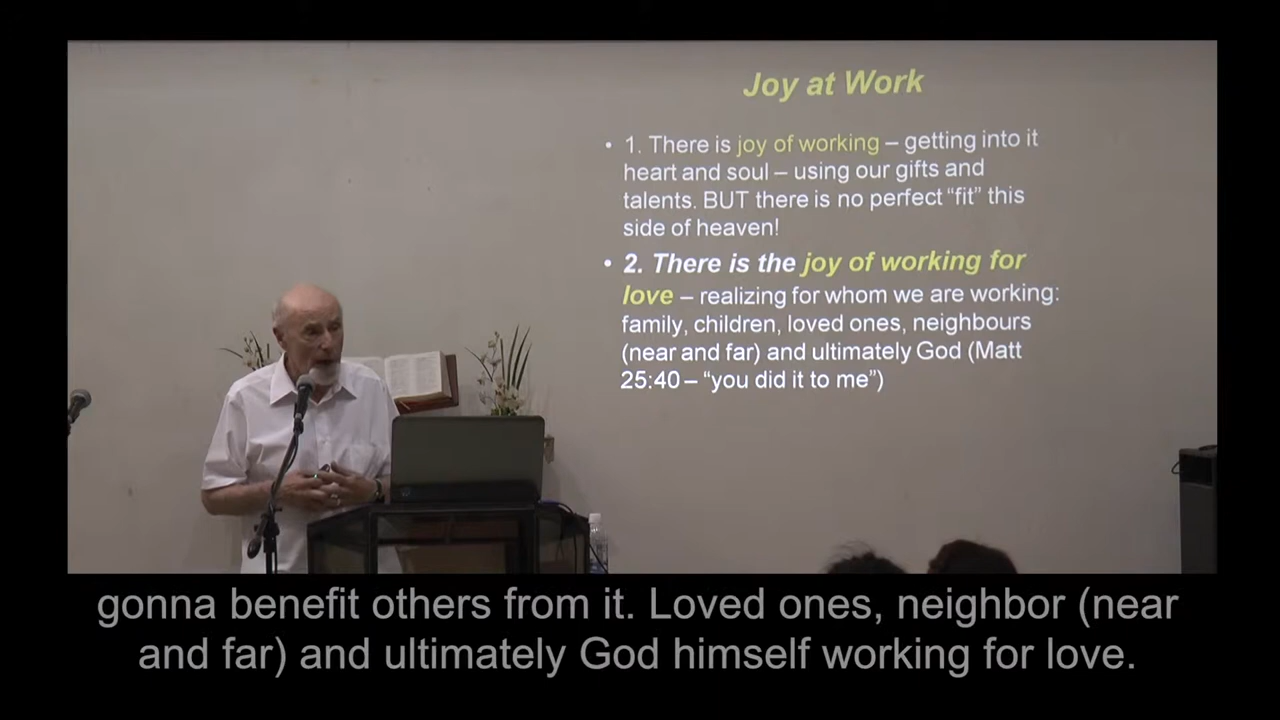 Joy at Work
• 1. There is joy of working – getting into it
heart and soul – using our gifts and
talents. BUT there is no perfect “fit” this
side of heaven!
• 2. There is the joy of working for
love – realizing for whom we are working:
family, children, loved ones, neighbours
(near and far) and ultimately God (Matt
25:40 – “you did it to me”)
gonna benefit others from it. Loved ones, neighbor (near
and far) and ultimately God himself working for love.